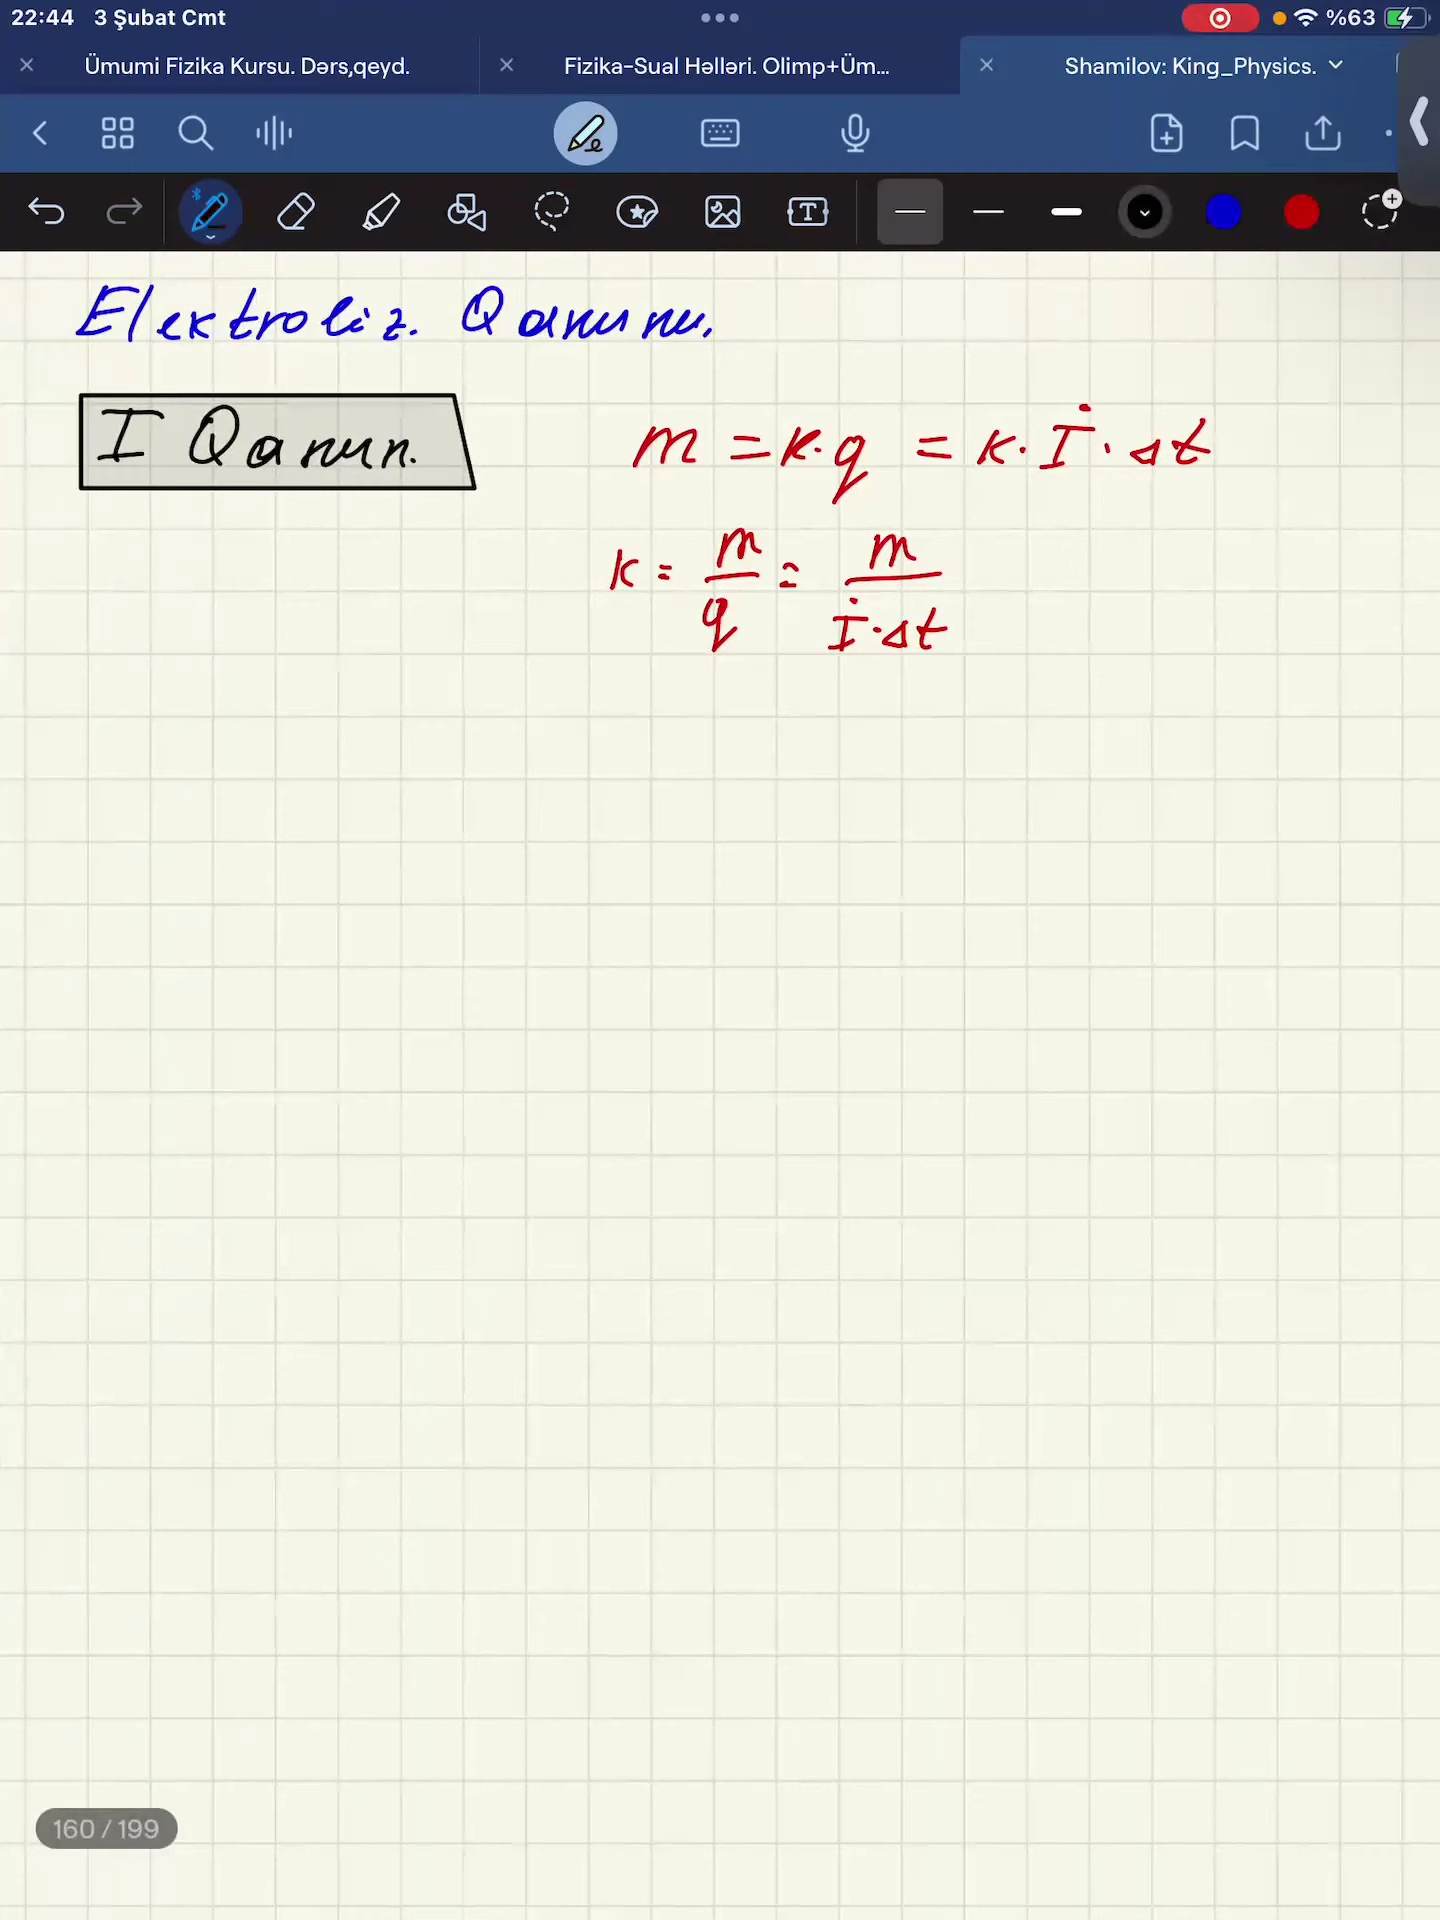 22:44 3 Şubat Cmt %63
Ümumi Fizika Kursu. Dərs,qeyd. Fizika-Sual Həlləri. Olimp+Üm... Shamilov: King_Physics.
Elektroliz. Qanunu.
I Qanun. m = k·q = k·İ·Δt
k = m/q = m/(İ·Δt)
160 / 199